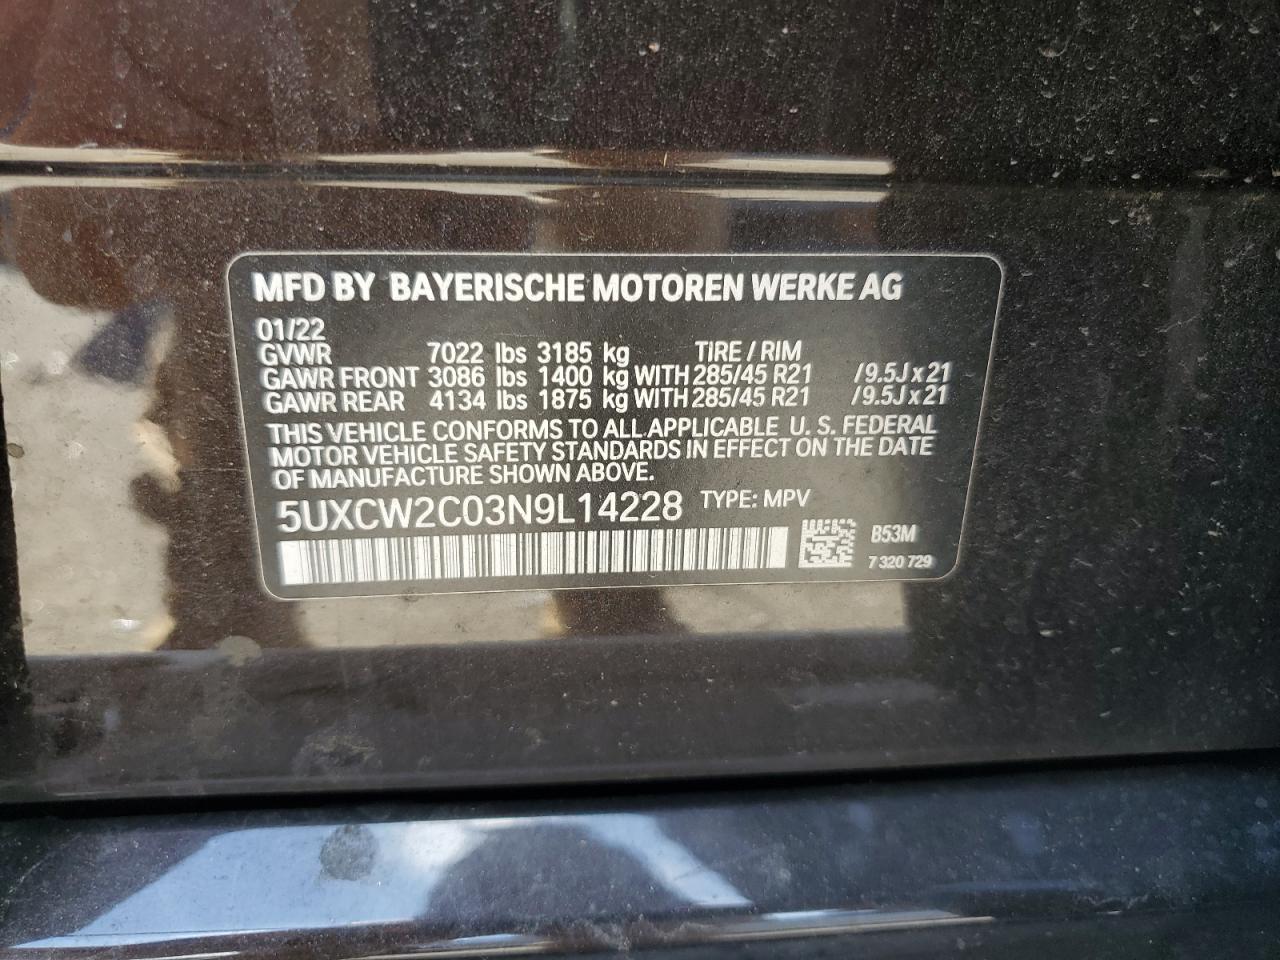 MFD BY BAYERISCHE MOTOREN WERKE AG
01/22
GVWR 7022 lbs 3185 kg TIRE / RIM
GAWR FRONT 3086 lbs 1400 kg WITH 285/45 R21 /9.5J x 21
GAWR REAR 4134 lbs 1875 kg WITH 285/45 R21 /9.5J x 21
THIS VEHICLE CONFORMS TO ALL APPLICABLE U. S. FEDERAL
MOTOR VEHICLE SAFETY STANDARDS IN EFFECT ON THE DATE
OF MANUFACTURE SHOWN ABOVE.
5UXCW2C03N9L14228 TYPE: MPV
B53M
7 320 729